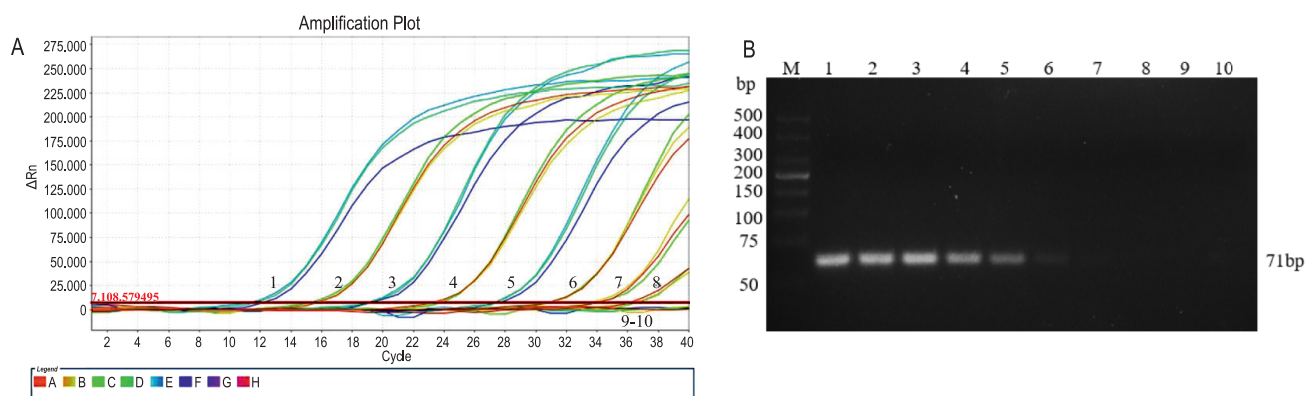 A
Amplification Plot
ΔRn
275.000
250.000
225.000
200.000
175.000
150.000
125.000
100.000
75.000
50.000
25.000
0
7.108.579495
1 2 3 4 5 6 7 8
9-10
2 4 6 8 10 12 14 16 18 20 22 24 26 28 30 32 34 36 38 40
Cycle
Legend
A B C D E F G H
B
M 1 2 3 4 5 6 7 8 9 10
bp
500
400
300
200
150
100
75
50
71bp